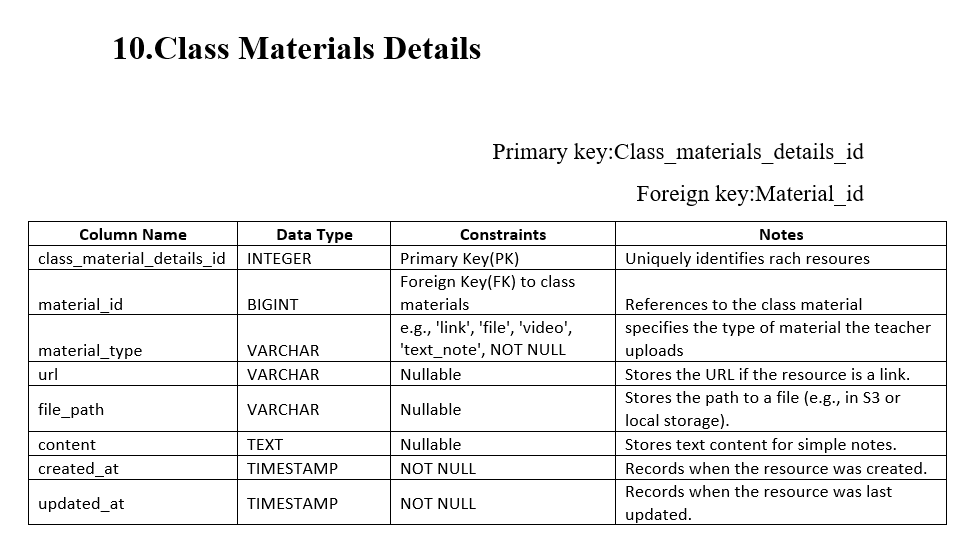 10.Class Materials Details
Primary key:Class_materials_details_id
Foreign key:Material_id
Column Name Data Type Constraints Notes
class_material_details_id INTEGER Primary Key(PK) Uniquely identifies rach resoures
material_id BIGINT Foreign Key(FK) to class
materials References to the class material
material_type VARCHAR e.g., 'link', 'file', 'video',
'text_note', NOT NULL specifies the type of material the teacher
uploads
url VARCHAR Nullable Stores the URL if the resource is a link.
file_path VARCHAR Nullable Stores the path to a file (e.g., in S3 or
local storage).
content TEXT Nullable Stores text content for simple notes.
created_at TIMESTAMP NOT NULL Records when the resource was created.
updated_at TIMESTAMP NOT NULL Records when the resource was last
updated.